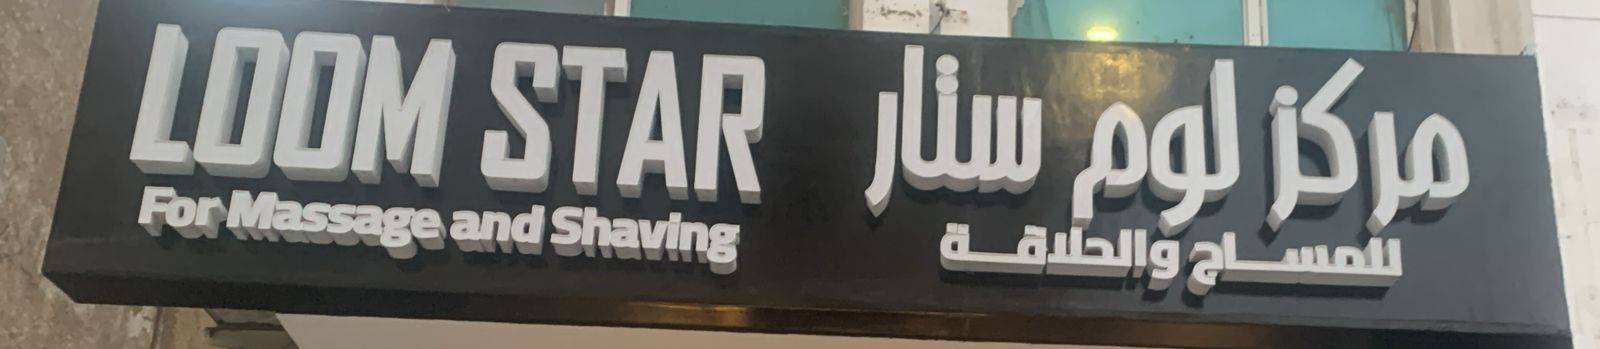 LOOM STAR
For Massage and Shaving
مركز لوم ستار
للمساج والحلاقة